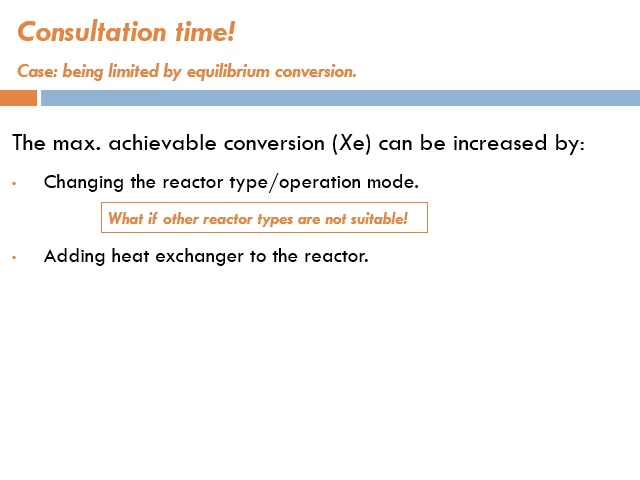 Consultation time!
Case: being limited by equilibrium conversion.
The max. achievable conversion (Xe) can be increased by:
• Changing the reactor type/operation mode.
What if other reactor types are not suitable!
• Adding heat exchanger to the reactor.